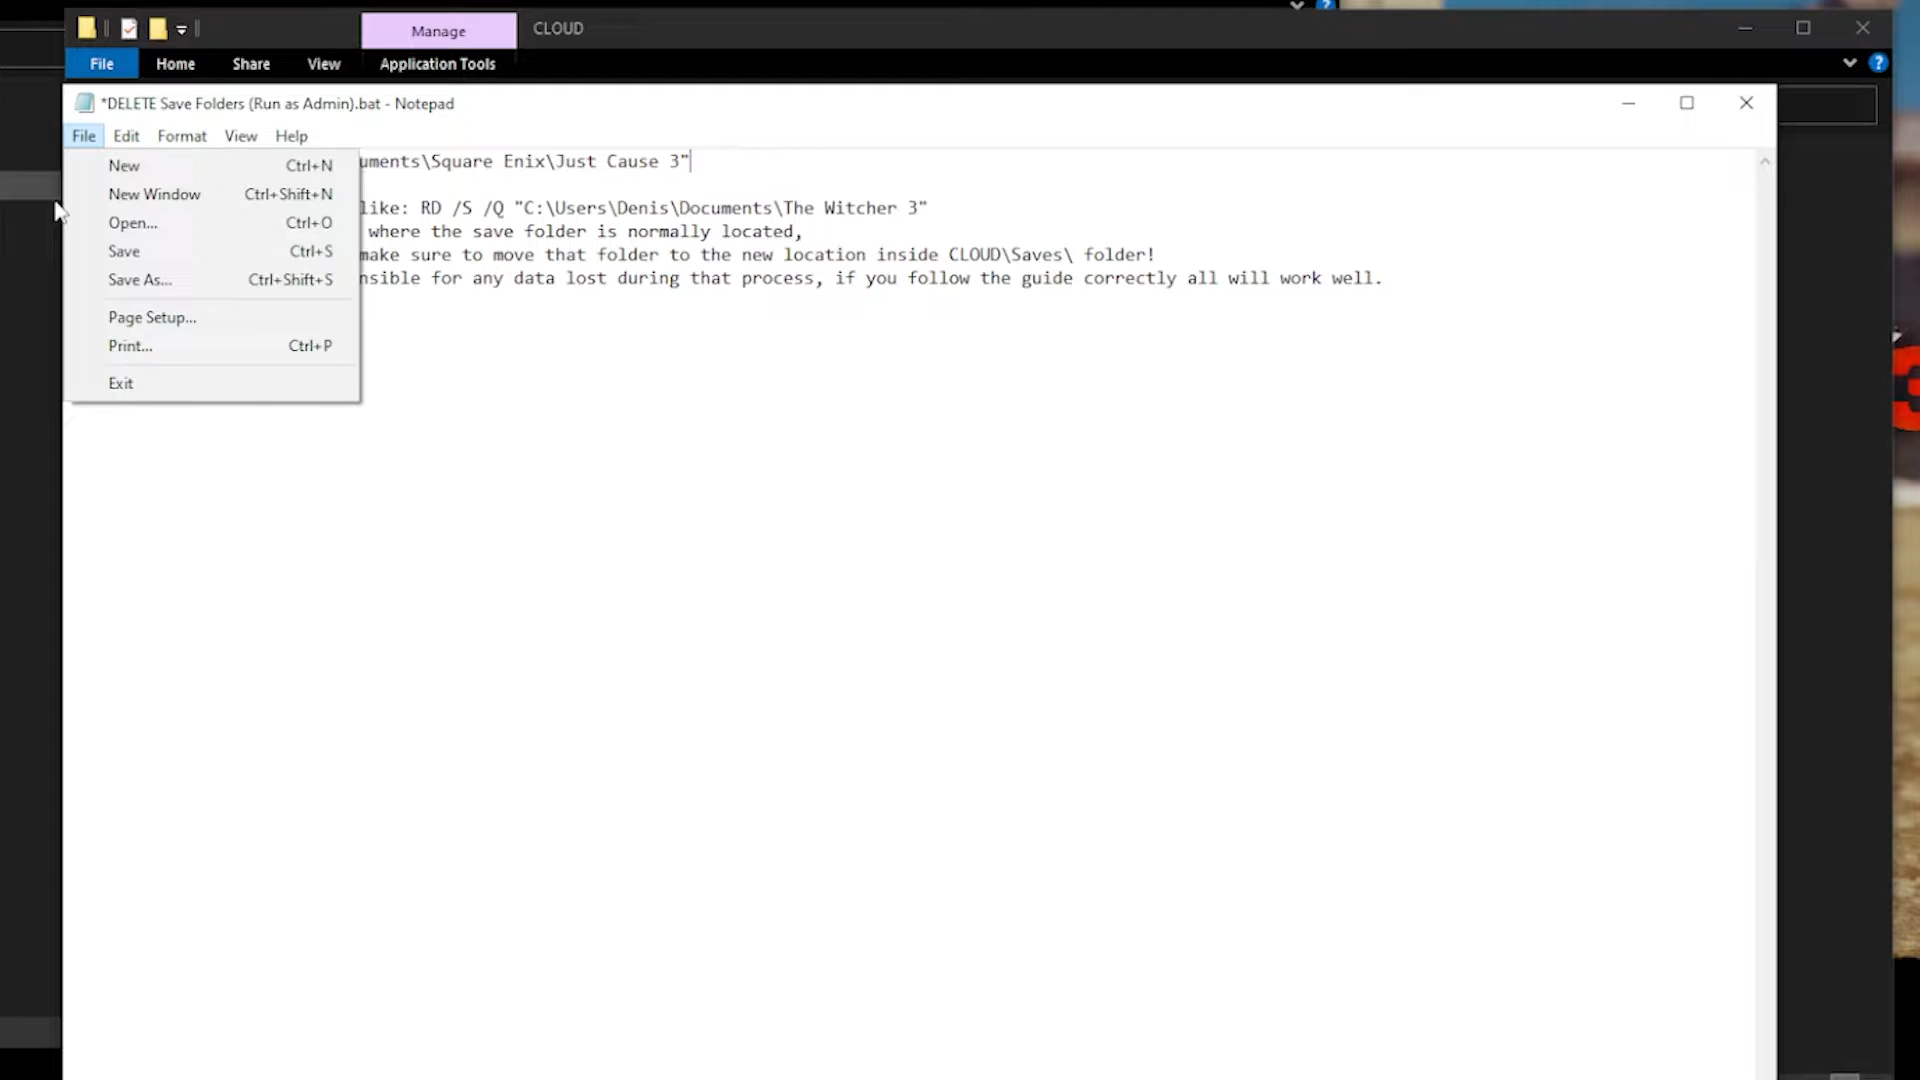 Manage
CLOUD
File Home Share View Application Tools
*DELETE Save Folders (Run as Admin).bat - Notepad
File Edit Format View Help
uments\Square Enix\Just Cause 3"
like: RD /S /Q "C:\Users\Denis\Documents\The Witcher 3"
where the save folder is normally located,
make sure to move that folder to the new location inside CLOUD\Saves\ folder!
nsible for any data lost during that process, if you follow the guide correctly all will work well.
New Ctrl+N
New Window Ctrl+Shift+N
Open... Ctrl+O
Save Ctrl+S
Save As... Ctrl+Shift+S
Page Setup...
Print... Ctrl+P
Exit